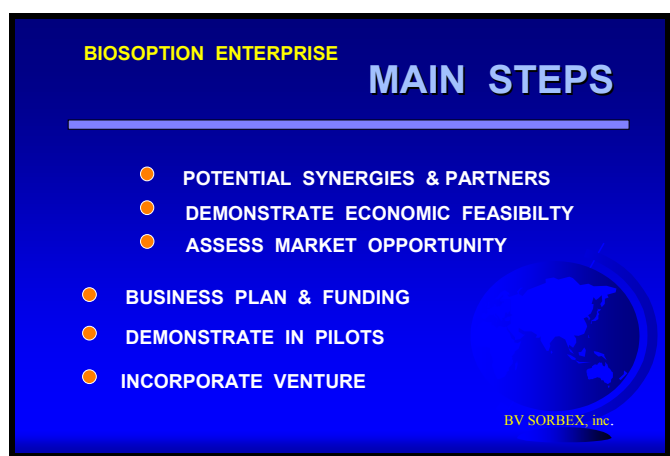 BIOSOPTION ENTERPRISE
MAIN STEPS
POTENTIAL SYNERGIES & PARTNERS
DEMONSTRATE ECONOMIC FEASIBILTY
ASSESS MARKET OPPORTUNITY
BUSINESS PLAN & FUNDING
DEMONSTRATE IN PILOTS
INCORPORATE VENTURE
BV SORBEX, inc.